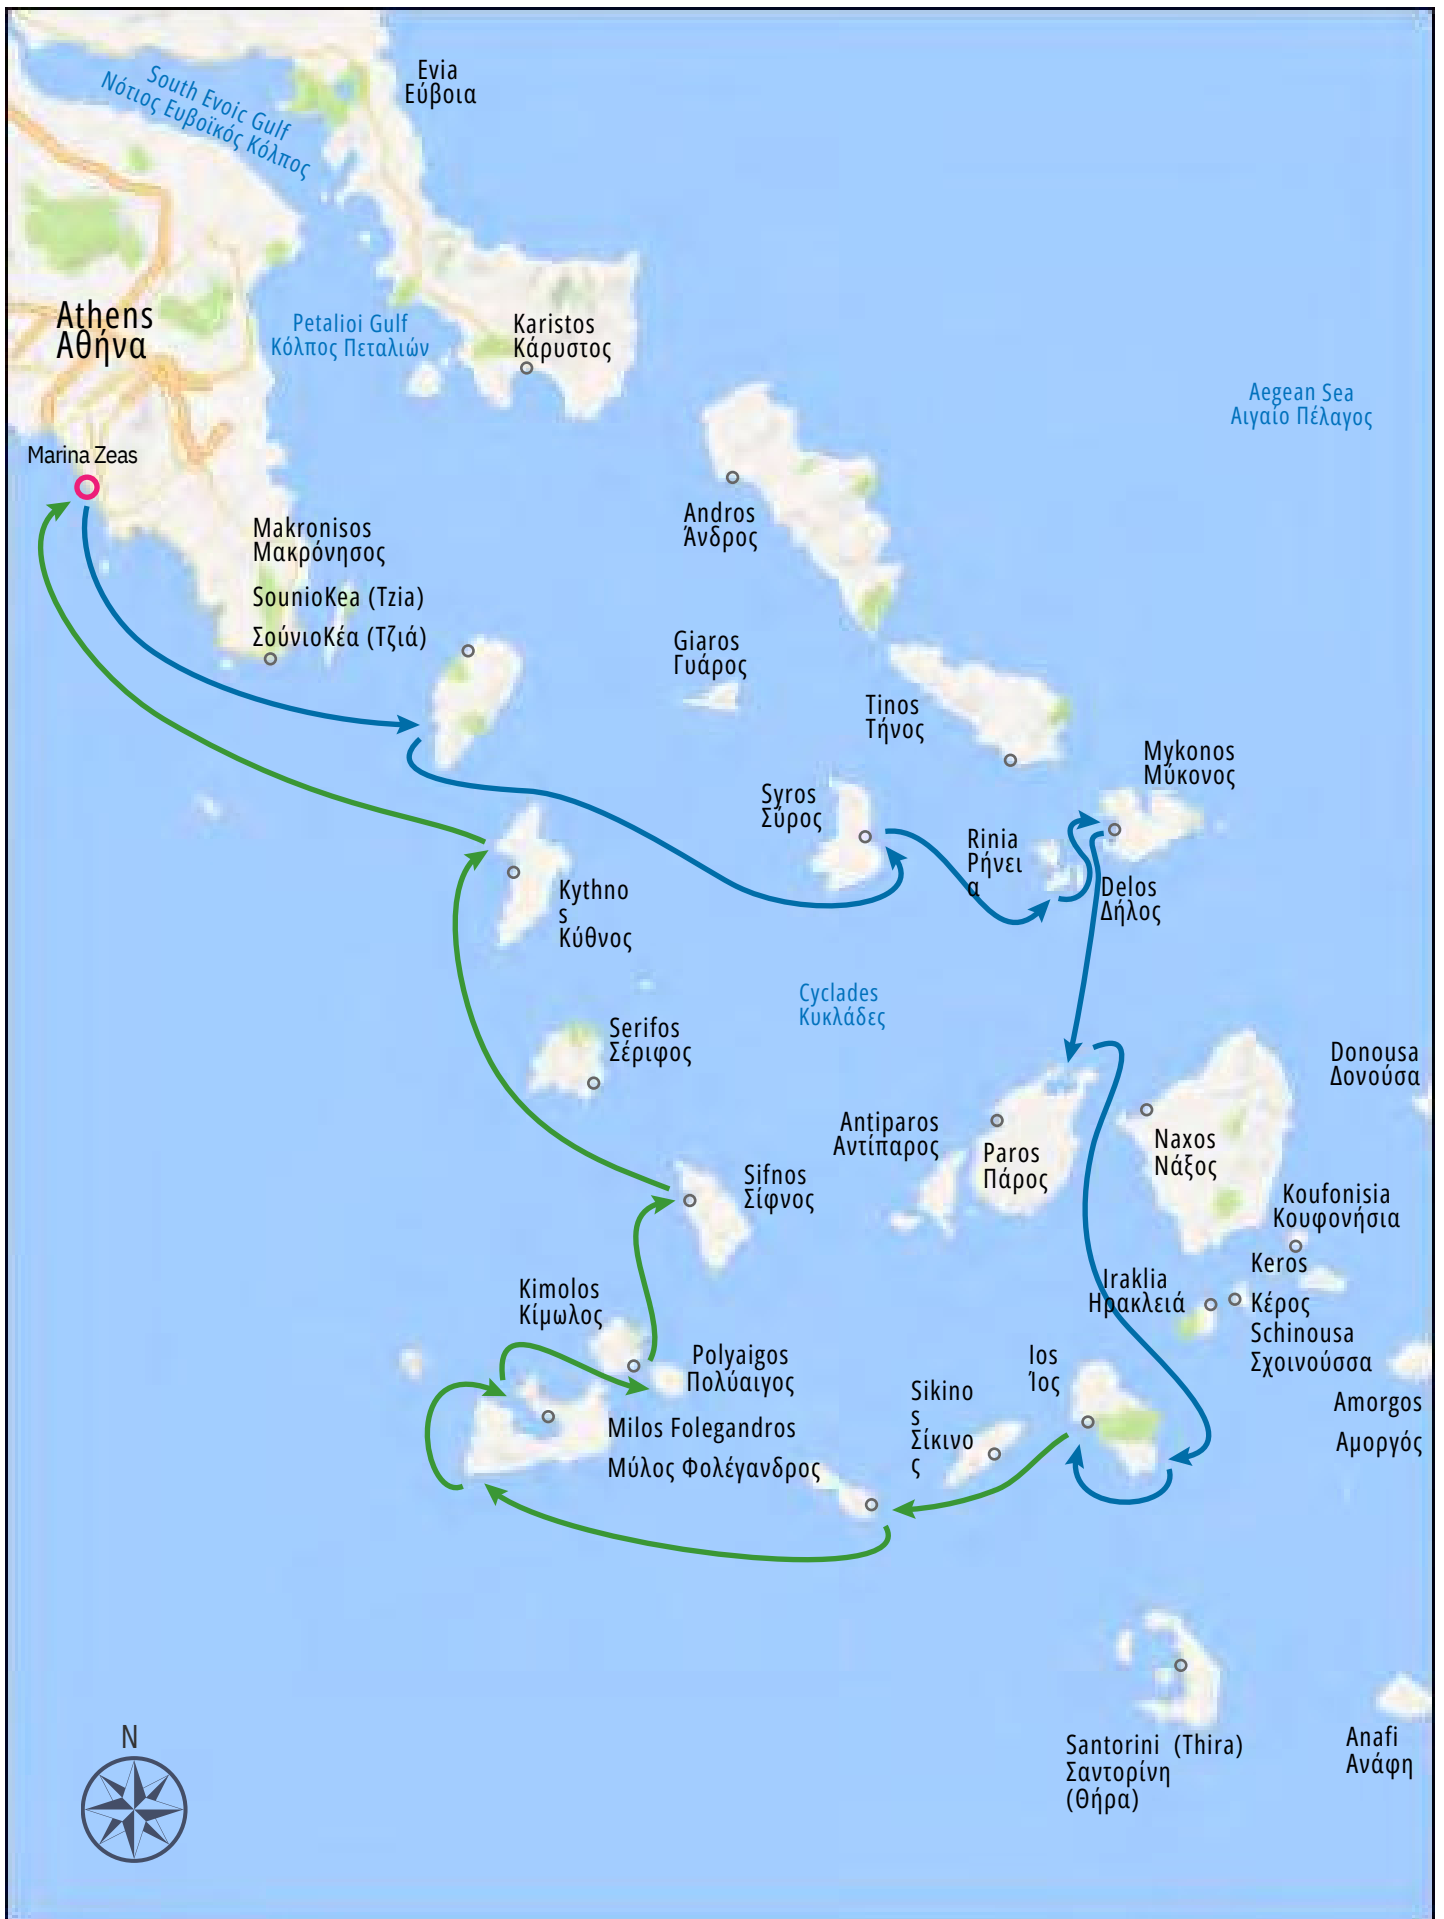 Evia
Εύβοια
South Evoic Gulf
Νότιος Ευβοϊκός Κόλπος
Athens
Αθήνα
Petalioi Gulf
Κόλπος Πεταλιών
Karistos
Κάρυστος
Aegean Sea
Αιγαίο Πέλαγος
Marina Zeas
Makronisos
Μακρόνησος
SounioKea (Tzia)
ΣούνιοΚέα (Τζιά)
Andros
Άνδρος
Giaros
Γυάρος
Tinos
Τήνος
Mykonos
Μύκονος
Syros
Σύρος
Rinia
Ρήνει
α
Delos
Δήλος
Kythno
s
Κύθνος
Cyclades
Κυκλάδες
Serifos
Σέριφος
Donousa
Δονούσα
Antiparos
Αντίπαρος
Paros
Πάρος
Naxos
Νάξος
Sifnos
Σίφνος
Koufonisia
Κουφονήσια
Keros
Κέρος
Iraklia
Ηρακλειά
Schinousa
Σχοινούσσα
Kimolos
Κίμωλος
Polyaigos
Πολύαιγος
Ios
Ίος
Sikino
s
Σίκινο
ς
Amorgos
Αμοργός
Milos Folegandros
Μύλος Φολέγανδρος
Santorini (Thira)
Σαντορίνη
(Θήρα)
Anafi
Ανάφη
N